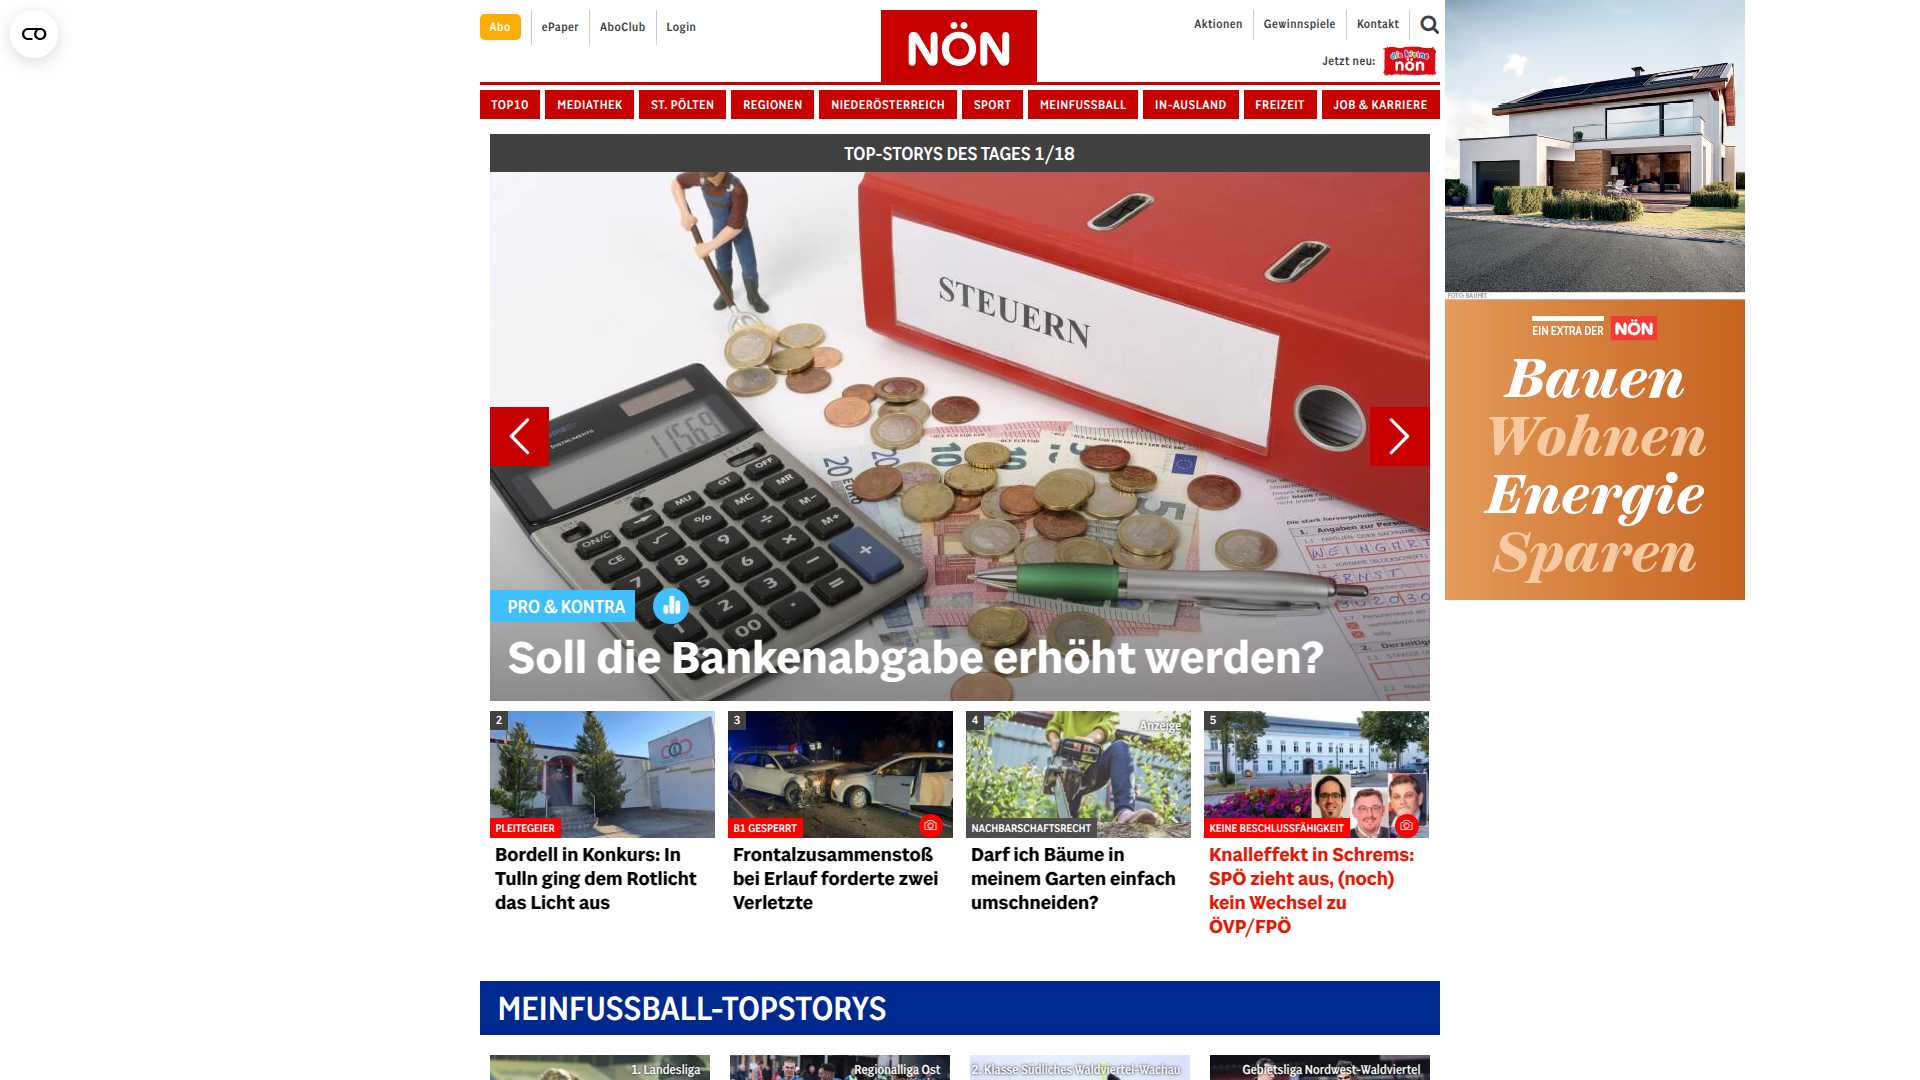 Abo
ePaper
AboClub
Login
NÖN
Aktionen
Gewinnspiele
Kontakt
Jetzt neu:
die kleine
nön
TOP10
MEDIATHEK
ST. PÖLTEN
REGIONEN
NIEDERÖSTERREICH
SPORT
MEINFUSSBALL
IN-AUSLAND
FREIZEIT
JOB & KARRIERE
TOP-STORYS DES TAGES 1/18
STEUERN
PRO & KONTRA
Soll die Bankenabgabe erhöht werden?
FOTO: BAUMIT
EIN EXTRA DER NÖN
Bauen
Wohnen
Energie
Sparen
2
PLEITEGEIER
Bordell in Konkurs: In
Tulln ging dem Rotlicht
das Licht aus
3
B1 GESPERRT
Frontalzusammenstoß
bei Erlauf forderte zwei
Verletzte
4
Anzeige
NACHBARSCHAFTSRECHT
Darf ich Bäume in
meinem Garten einfach
umschneiden?
5
KEINE BESCHLUSSFÄHIGKEIT
Knalleffekt in Schrems:
SPÖ zieht aus, (noch)
kein Wechsel zu
ÖVP/FPÖ
MEINFUSSBALL-TOPSTORYS
1. Landesliga
Regionalliga Ost
2. Klasse Südliches Waldviertel-Wachau
Gebietsliga Nordwest-Waldviertel